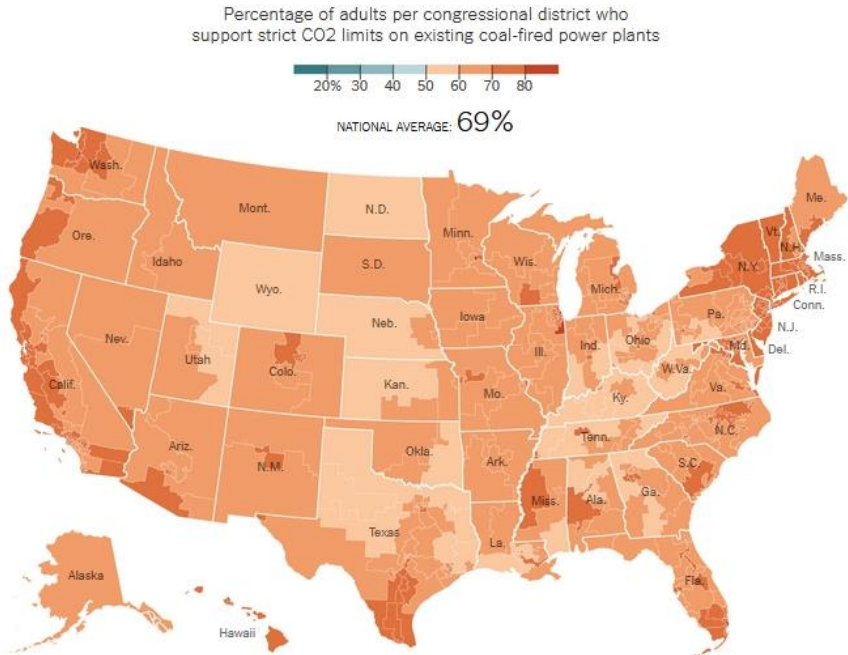 Percentage of adults per congressional district who
support strict CO2 limits on existing coal-fired power plants
20% 30 40 50 60 70 80
NATIONAL AVERAGE: 69%
Wash.
Mont.
N.D.
Minn.
Me.
Ore.
Idaho
S.D.
Wis.
Vt.
N.H.
Mass.
Wyo.
Mich.
N.Y.
R.I.
Conn.
Neb.
Iowa
Pa.
N.J.
Nev.
Utah
Colo.
Ill.
Ind.
Ohio
Md.
Del.
Calif.
Kan.
Mo.
Ky.
W.Va.
Va.
Ariz.
N.M.
Okla.
Ark.
Tenn.
N.C.
S.C.
Texas
La.
Miss.
Ala.
Ga.
Alaska
Hawaii
Fla.